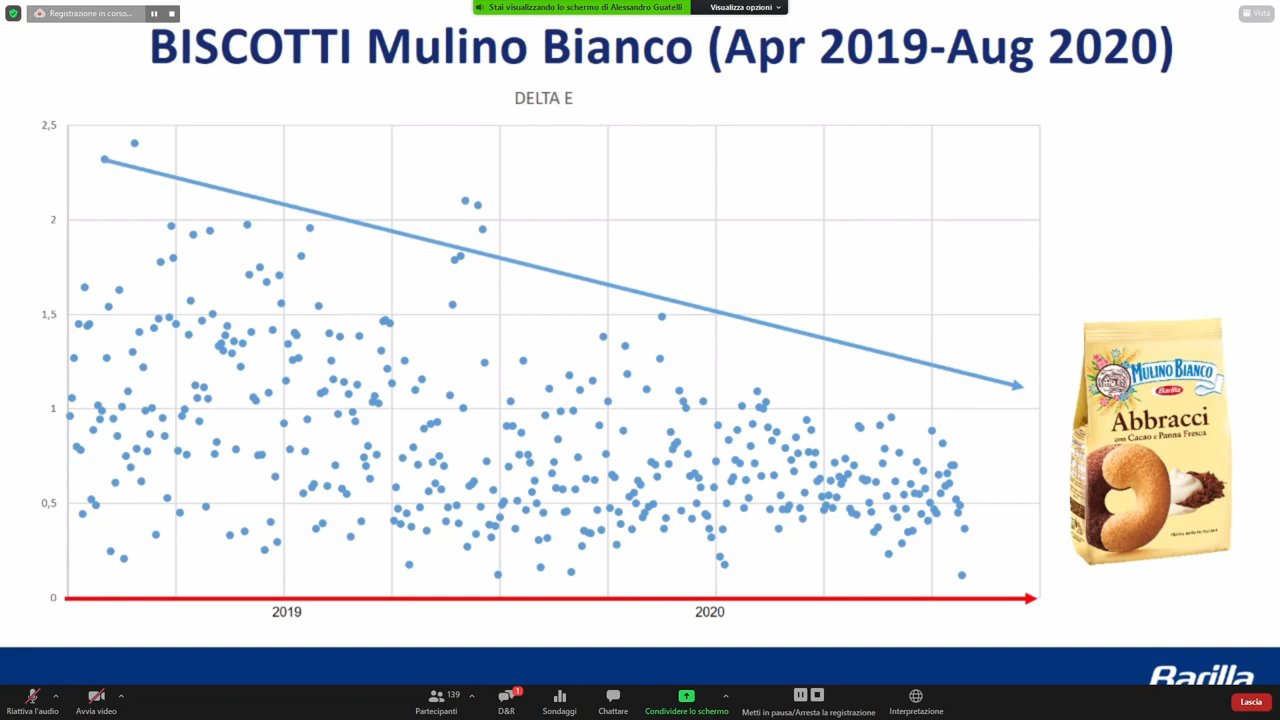 Registrazione in corso...
Stai visualizzando lo schermo di Alessandro Guatelli
Visualizza opzioni
Vista
BISCOTTI Mulino Bianco (Apr 2019-Aug 2020)
DELTA E
2,5
2
1,5
1
0,5
0
2019
2020
MULINO BIANCO
Barilla
Abbracci
con Cacao e Panna Fresca
Barilla
Riattiva l'audio
Avvia video
139
Partecipanti
1
D&R
Sondaggi
Chattare
Condividere lo schermo
Metti in pausa/Arresta la registrazione
Interpretazione
Lascia